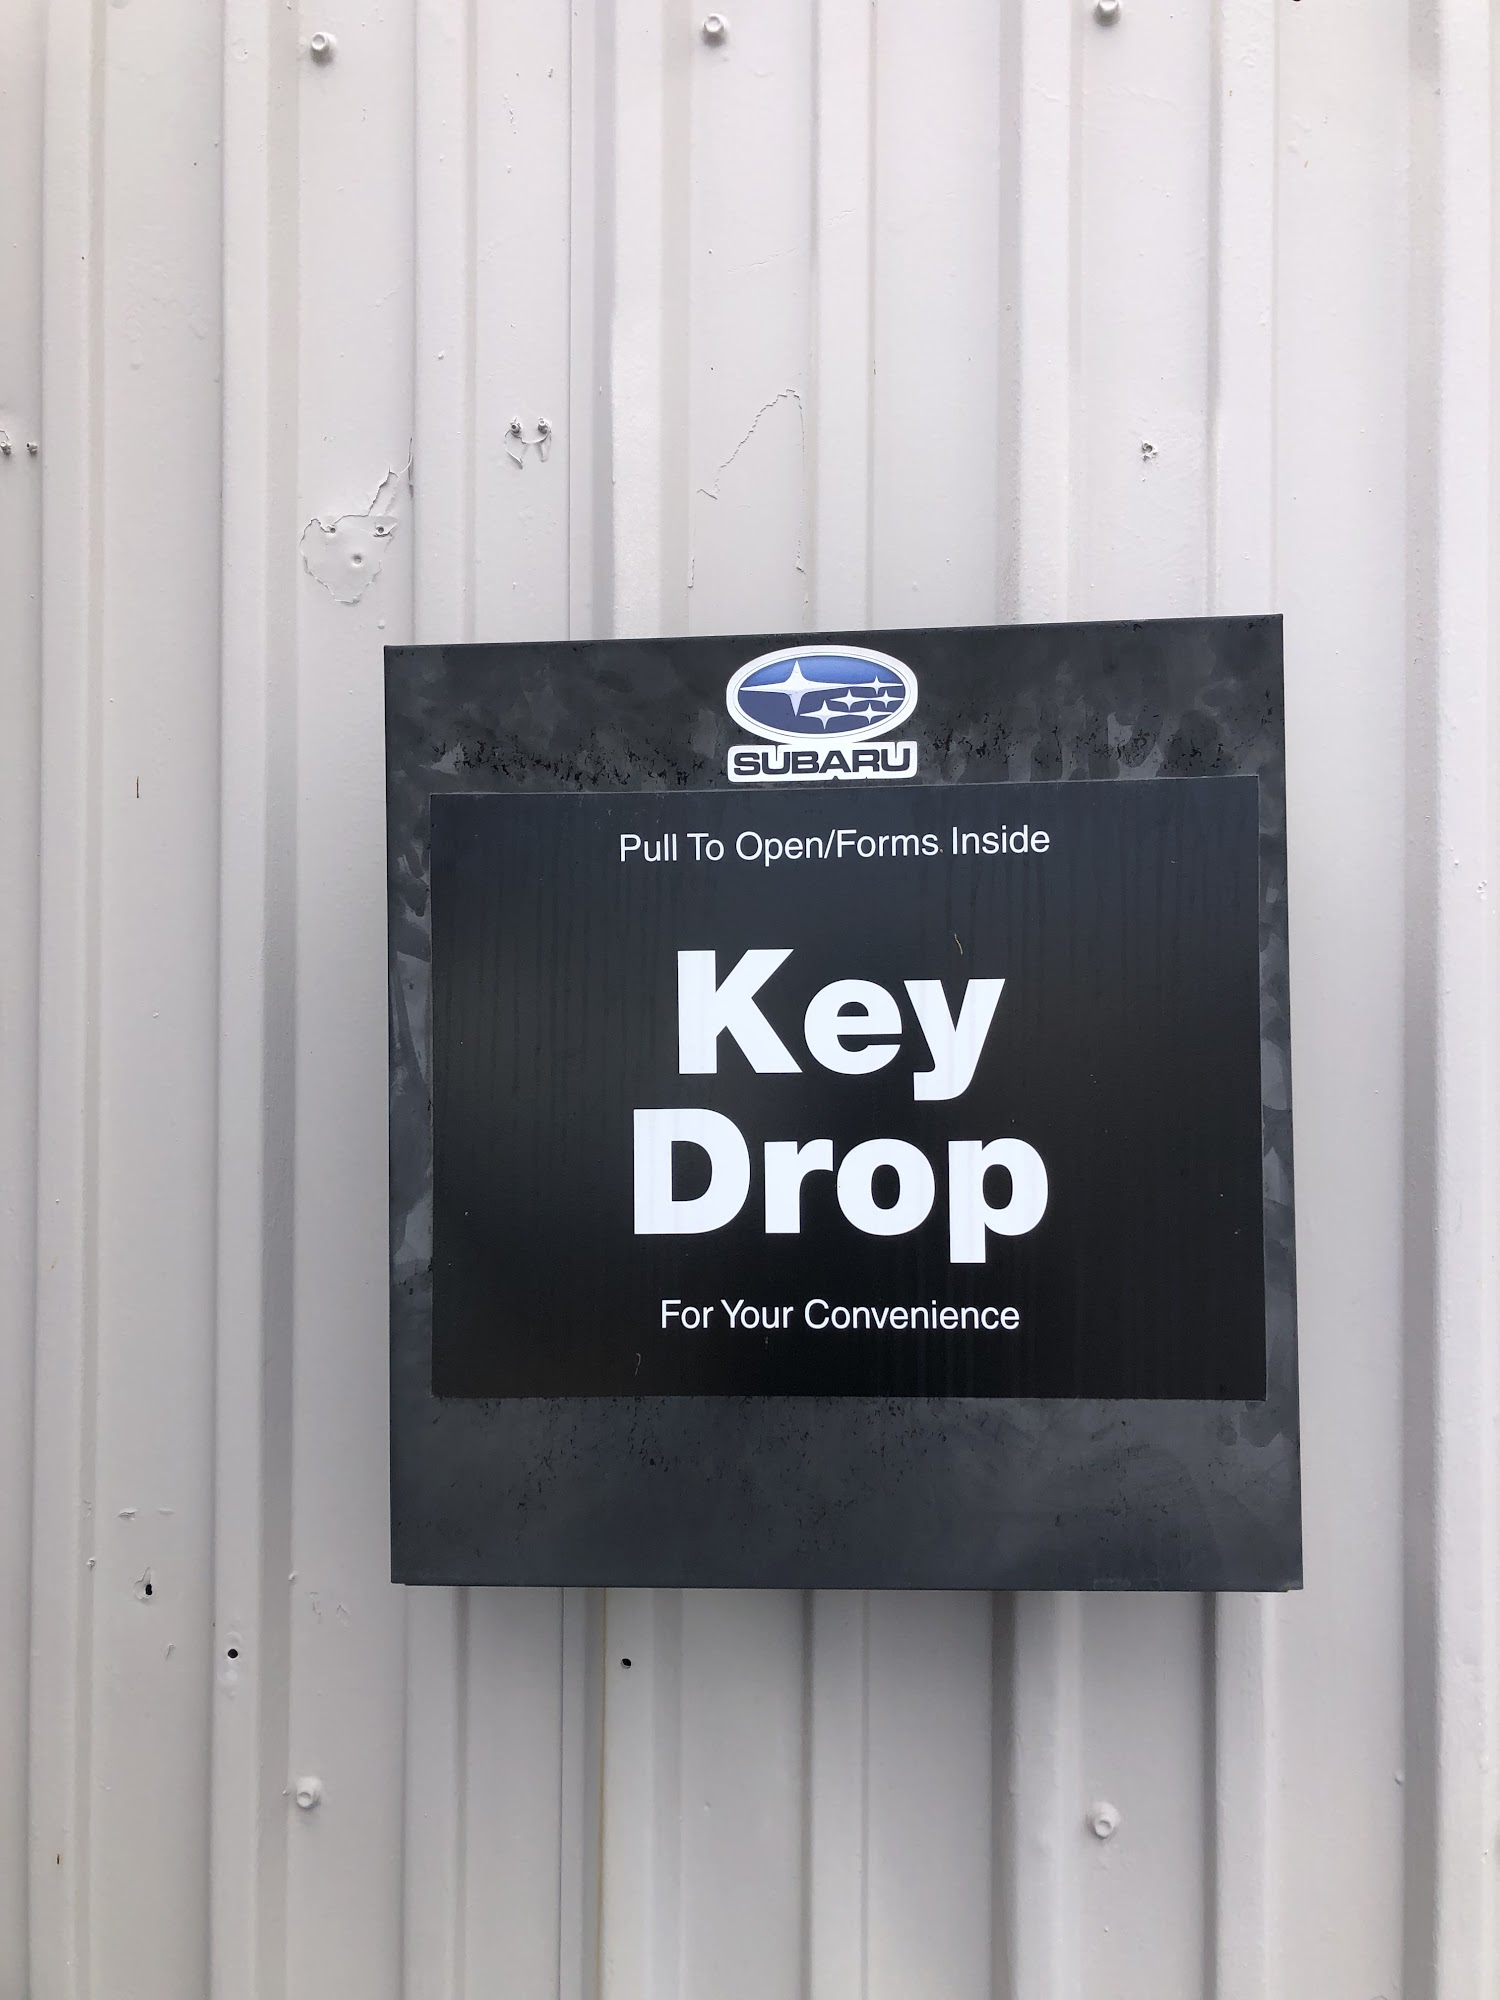 SUBARU
Pull To Open/Forms Inside
Key
Drop
For Your Convenience